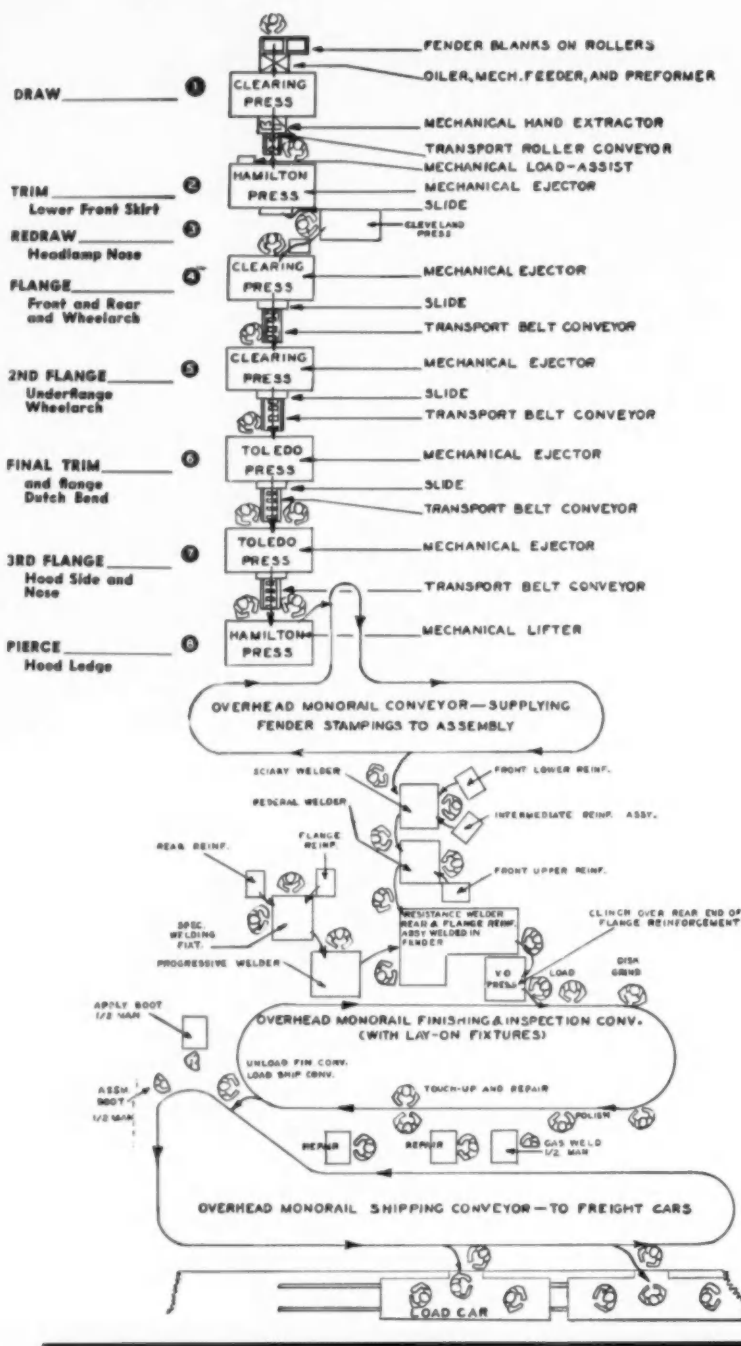 FENDER BLANKS ON ROLLERS
OILER, MECH. FEEDER, AND PREFORMER
DRAW 1 CLEARING PRESS
MECHANICAL HAND EXTRACTOR
TRANSPORT ROLLER CONVEYOR
MECHANICAL LOAD-ASSIST
TRIM 2 HAMILTON PRESS
MECHANICAL EJECTOR
Lower Front Skirt
SLIDE
REDRAW 3
CLEVELAND PRESS
Headlamp Nose
FLANGE 4 CLEARING PRESS
MECHANICAL EJECTOR
Front and Rear
and Wheelarch
SLIDE
TRANSPORT BELT CONVEYOR
2ND FLANGE 5 CLEARING PRESS
MECHANICAL EJECTOR
Underflange
Wheelarch
SLIDE
TRANSPORT BELT CONVEYOR
FINAL TRIM 6 TOLEDO PRESS
MECHANICAL EJECTOR
and flange
Dutch Bend
SLIDE
TRANSPORT BELT CONVEYOR
3RD FLANGE 7 TOLEDO PRESS
MECHANICAL EJECTOR
Hood Side and
Nose
TRANSPORT BELT CONVEYOR
PIERCE 8 HAMILTON PRESS
MECHANICAL LIFTER
Hood Ledge
OVERHEAD MONORAIL CONVEYOR—SUPPLYING
FENDER STAMPINGS TO ASSEMBLY
SCIARY WELDER
FRONT LOWER REINF.
FEDERAL WELDER
INTERMEDIATE REINF. ASSY.
REAR REINF.
FLANGE
REINF.
FRONT UPPER REINF.
SPEC.
WELDING
FIXT.
RESISTANCE WELDER
REAR & FLANGE REINF.
ASSY WELDED IN
FENDER
CLINCH OVER REAR END OF
FLANGE REINFORCEMENT
PROGRESSIVE WELDER
V O
PRESS
LOAD
DISK
GRIND
APPLY BOOT
1/2 MAN
OVERHEAD MONORAIL FINISHING & INSPECTION CONV.
(WITH LAY-ON FIXTURES)
UNLOAD FIN CONV.
LOAD SHIP CONV.
ASSM.
BOOT
1/2 MAN
TOUCH-UP AND REPAIR
POLISH
REPAIR
REPAIR
GAS WELD
1/2 MAN
OVERHEAD MONORAIL SHIPPING CONVEYOR—TO FREIGHT CARS
LOAD CAR